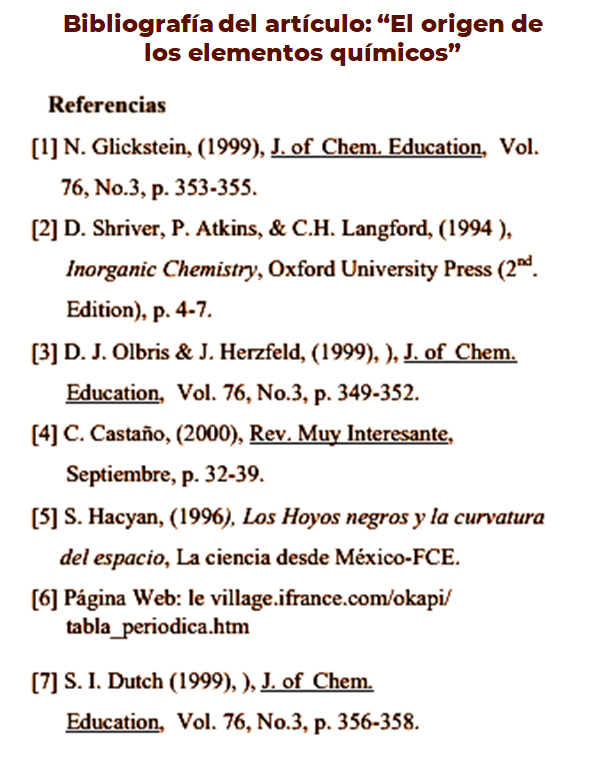 Bibliografía del artículo: “El origen de
los elementos químicos”
Referencias
[1] N. Glickstein, (1999), J. of Chem. Education, Vol.
76, No.3, p. 353-355.
[2] D. Shriver, P. Atkins, & C.H. Langford, (1994 ),
Inorganic Chemistry, Oxford University Press (2nd.
Edition), p. 4-7.
[3] D. J. Olbris & J. Herzfeld, (1999), ), J. of Chem.
Education, Vol. 76, No.3, p. 349-352.
[4] C. Castaño, (2000), Rev. Muy Interesante,
Septiembre, p. 32-39.
[5] S. Hacyan, (1996), Los Hoyos negros y la curvatura
del espacio, La ciencia desde México-FCE.
[6] Página Web: le village.ifrance.com/okapi/
tabla_periodica.htm
[7] S. I. Dutch (1999), ), J. of Chem.
Education, Vol. 76, No.3, p. 356-358.